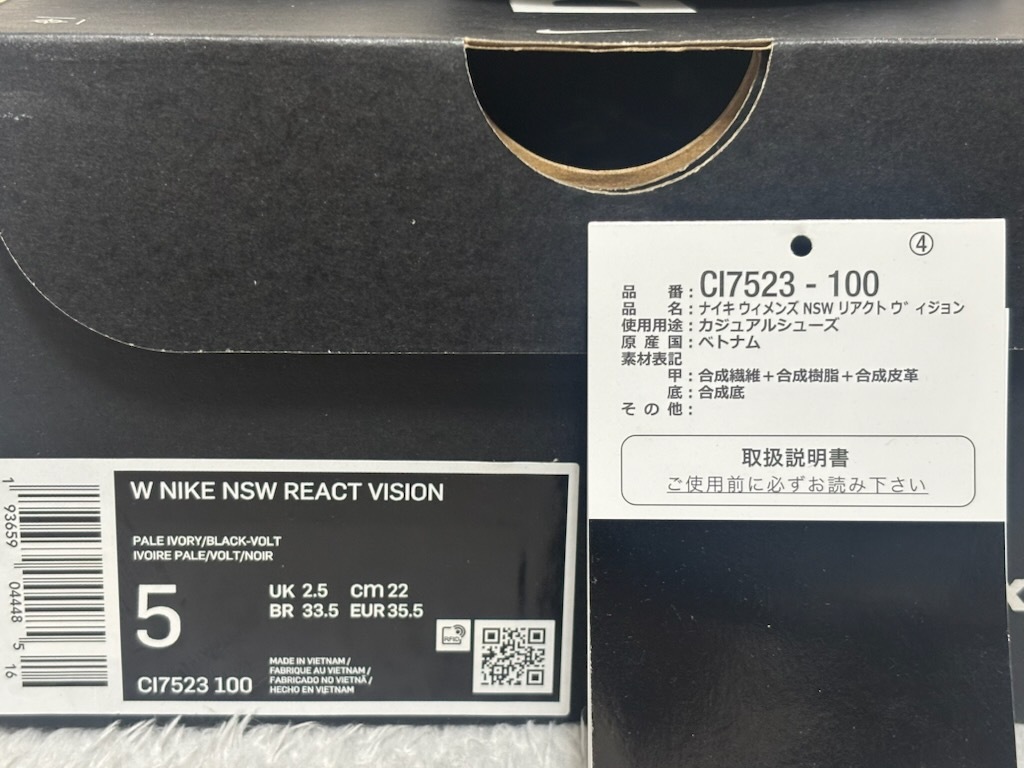 ④
品番：CI7523 - 100
品名：ナイキ ウィメンズ NSW リアクト ヴィジョン
使用用途：カジュアルシューズ
原産国：ベトナム
素材表記
甲：合成繊維＋合成樹脂＋合成皮革
底：合成底
その他：
取扱説明書
ご使用前に必ずお読み下さい
W NIKE NSW REACT VISION
PALE IVORY/BLACK-VOLT
IVOIRE PALE/VOLT/NOIR
5
UK 2.5 cm 22
BR 33.5 EUR 35.5
RFID
CI7523 100
MADE IN VIETNAM /
FABRIQUE AU VIETNAM /
FABRICADO NO VIETNÃ /
HECHO EN VIETNAM
1 93659 04448 5 16